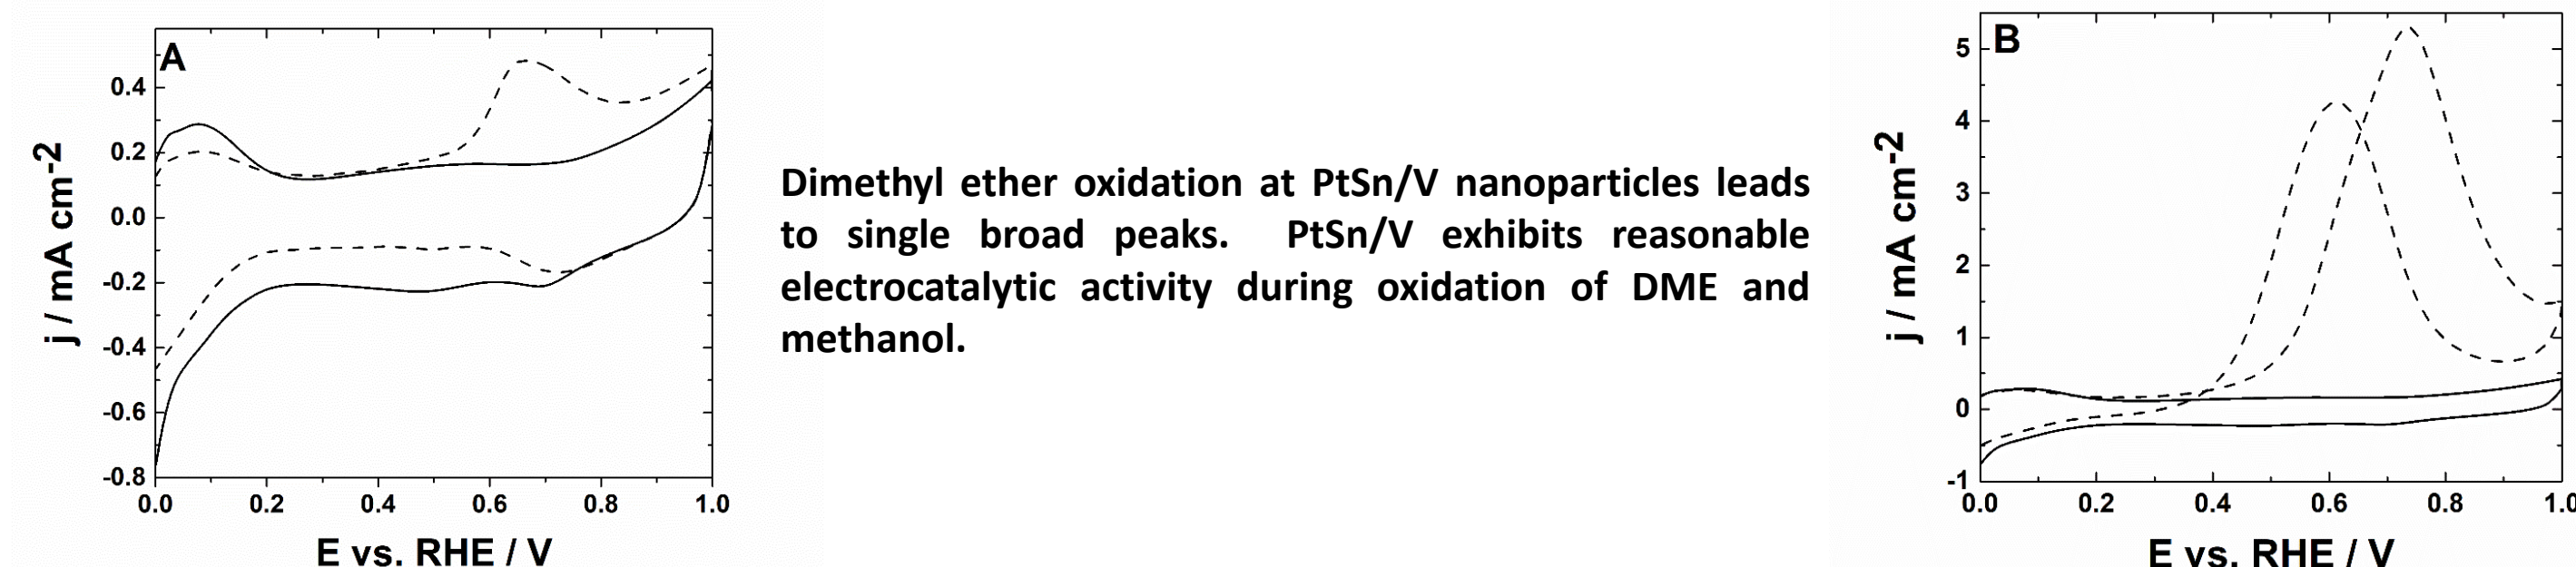 A
0.4
0.2
0.0
-0.2
-0.4
-0.6
-0.8
0.0 0.2 0.4 0.6 0.8 1.0
j / mA cm-2
E vs. RHE / V
Dimethyl ether oxidation at PtSn/V nanoparticles leads
to single broad peaks. PtSn/V exhibits reasonable
electrocatalytic activity during oxidation of DME and
methanol.
B
5
4
3
2
1
0
-1
0.0 0.2 0.4 0.6 0.8 1.0
j / mA cm-2
E vs. RHE / V